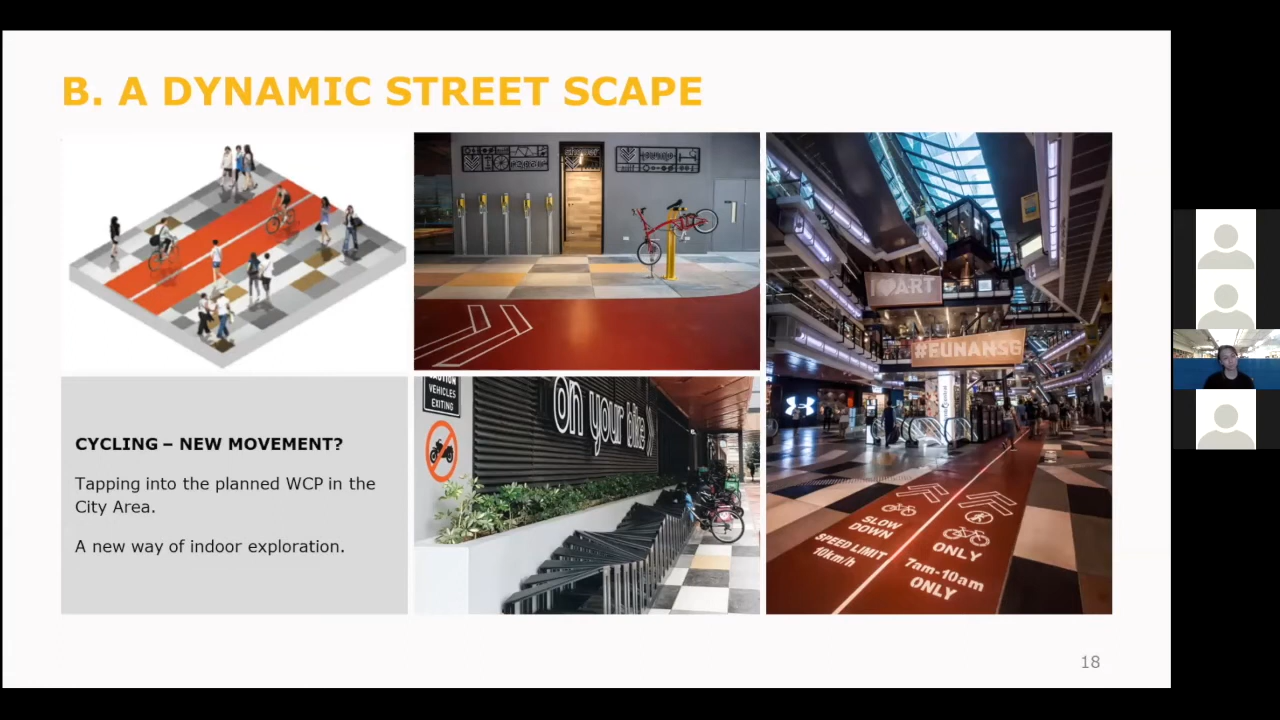 B. A DYNAMIC STREET SCAPE
CYCLING – NEW MOVEMENT?
Tapping into the planned WCP in the
City Area.
A new way of indoor exploration.
CAUTION
VEHICLES
EXITING
on your bike
I ART
#FUNANSG
SLOW
DOWN
SPEED LIMIT
10km/h
ONLY
7am-10am
ONLY
18